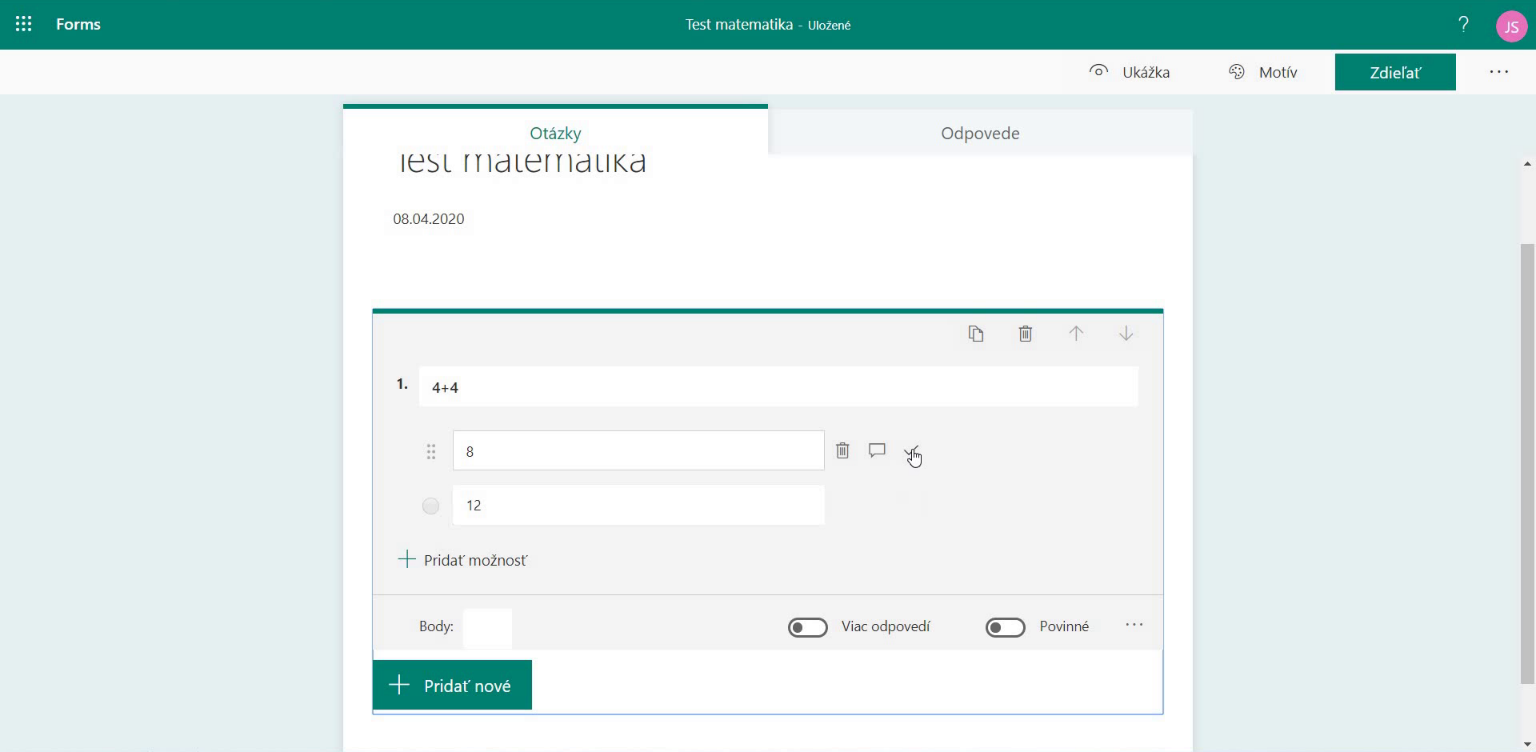 Forms
Test matematika - Uložené
?
JS
Ukážka
Motív
Zdieľať
Otázky
Odpovede
Test matematika
08.04.2020
1.
4+4
8
12
Pridať možnosť
Body:
Viac odpovedí
Povinné
Pridať nové